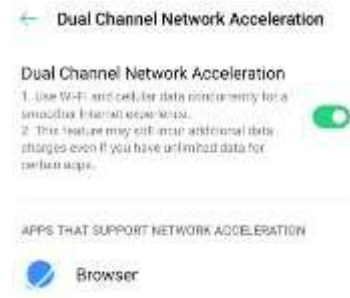 Dual Channel Network Acceleration
Dual Channel Network Acceleration
1. Use Wi-Fi and cellular data concurrently for a
smoother Internet experience.
2. This feature may still incur additional data
charges even if you have unlimited data for
certain apps.
APPS THAT SUPPORT NETWORK ACCELERATION
Browser